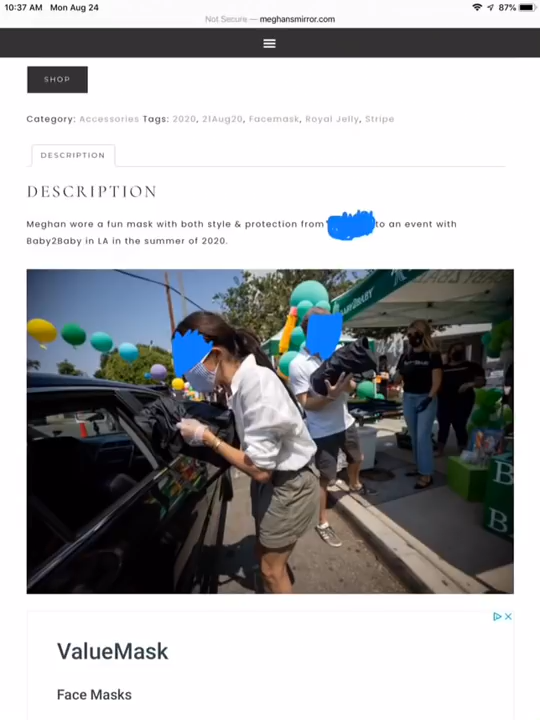 10:37 AM Mon Aug 24
87%
Not Secure — meghansmirror.com
SHOP
Category: Accessories Tags: 2020, 21Aug20, Facemask, Royal Jelly, Stripe
DESCRIPTION
DESCRIPTION
Meghan wore a fun mask with both style & protection from to an event with
Baby2Baby in LA in the summer of 2020.
BABY2BABY
B
B
ValueMask
Face Masks